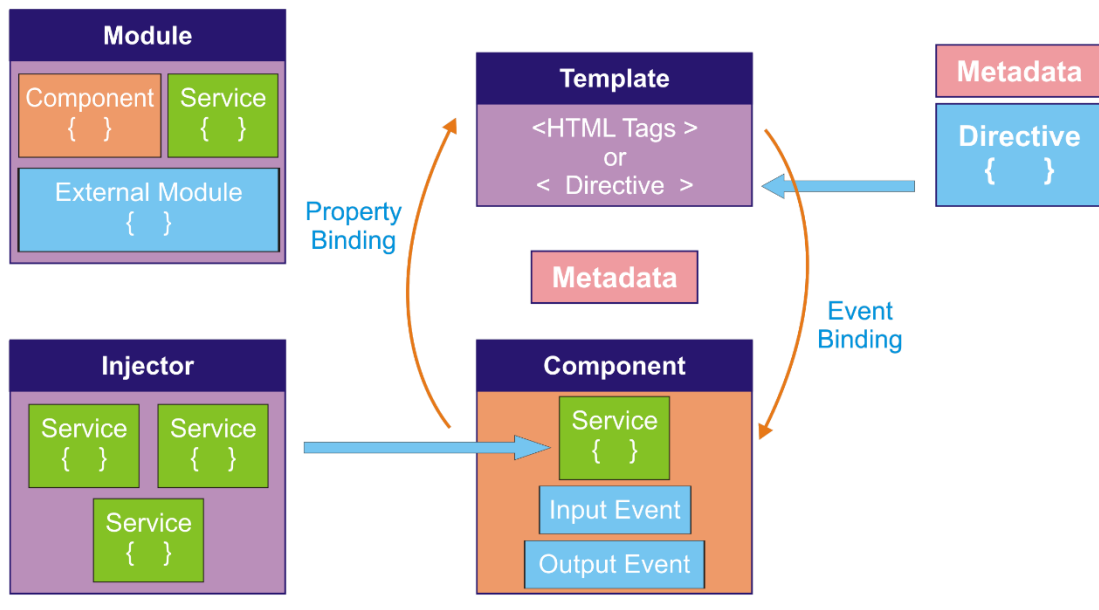 Module
Component
{ }
Service
{ }
External Module
{ }
Template
<HTML Tags >
or
< Directive >
Metadata
Directive
{ }
Property
Binding
Metadata
Event
Binding
Injector
Service
{ }
Service
{ }
Service
{ }
Component
Service
{ }
Input Event
Output Event